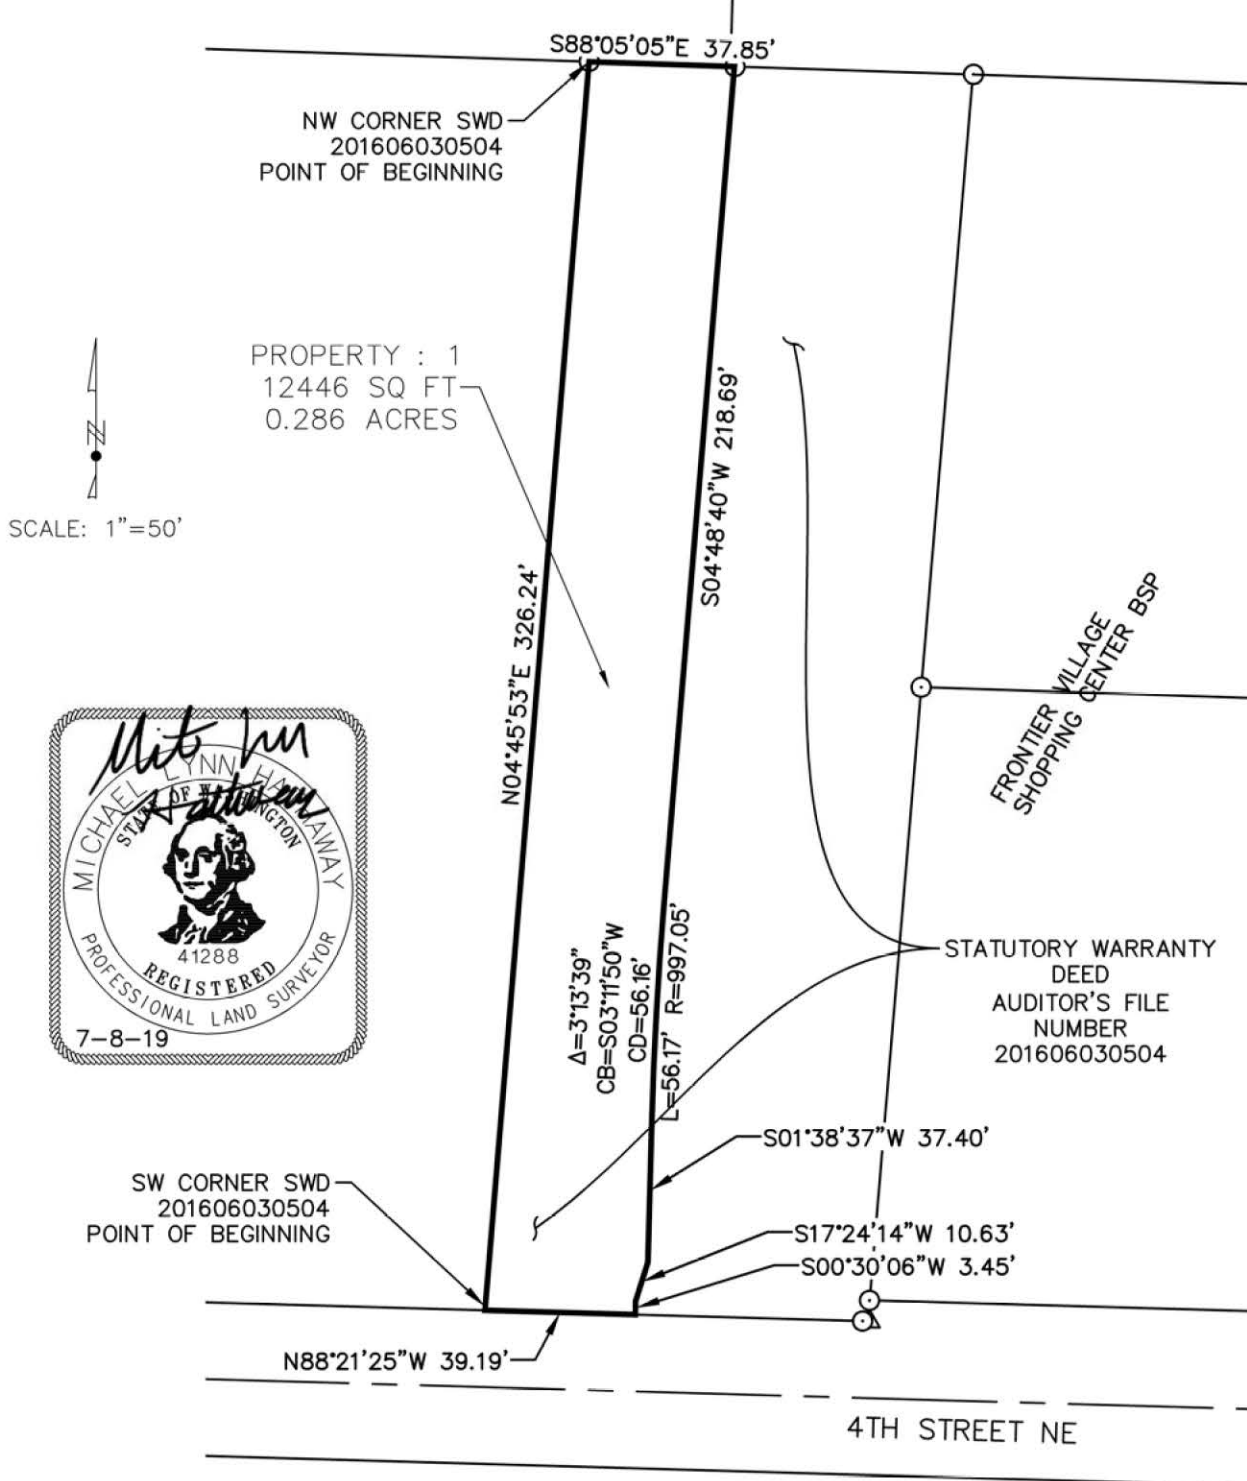 S88°05'05"E 37.85'
NW CORNER SWD
201606030504
POINT OF BEGINNING
PROPERTY : 1
12446 SQ FT
0.286 ACRES
N
SCALE: 1"=50'
S04°48'40"W 218.69'
N04°45'53"E 326.24'
FRONTIER VILLAGE
SHOPPING CENTER BSP
MICHAEL LYNN HATHAWAY
STATE OF WASHINGTON
41288
REGISTERED
PROFESSIONAL LAND SURVEYOR
7-8-19
Δ=3°13'39"
CB=S03°11'50"W
CD=56.16'
L=56.17' R=997.05'
STATUTORY WARRANTY
DEED
AUDITOR'S FILE
NUMBER
201606030504
S01°38'37"W 37.40'
SW CORNER SWD
201606030504
POINT OF BEGINNING
S17°24'14"W 10.63'
S00°30'06"W 3.45'
N88°21'25"W 39.19'
4TH STREET NE